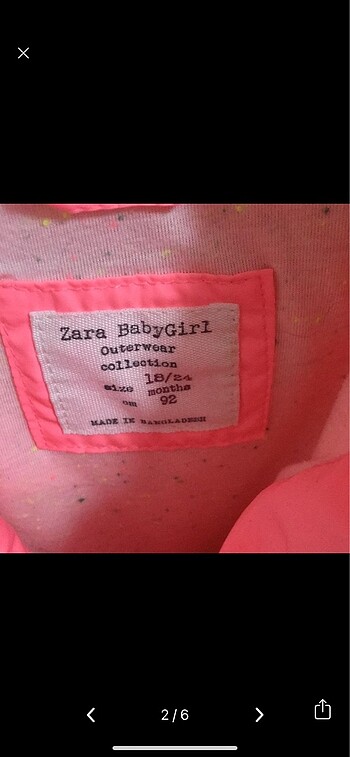 Zara BabyGirl
Outerwear
collection
size 18/24 months
cm 92
MADE IN BANGLADESH
2/6